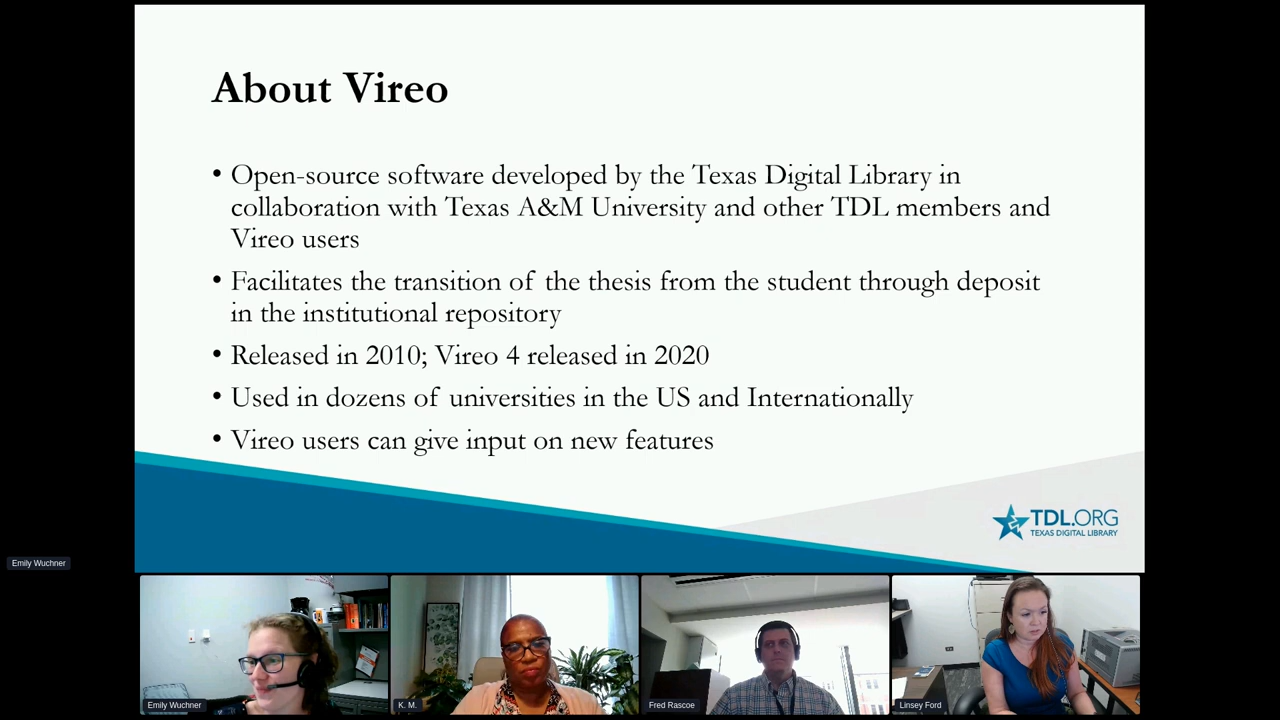 About Vireo
• Open-source software developed by the Texas Digital Library in
collaboration with Texas A&M University and other TDL members and
Vireo users
• Facilitates the transition of the thesis from the student through deposit
in the institutional repository
• Released in 2010; Vireo 4 released in 2020
• Used in dozens of universities in the US and Internationally
• Vireo users can give input on new features
TDL.ORG
TEXAS DIGITAL LIBRARY
Emily Wuchner
Emily Wuchner
K. M.
Fred Rascoe
Linsey Ford